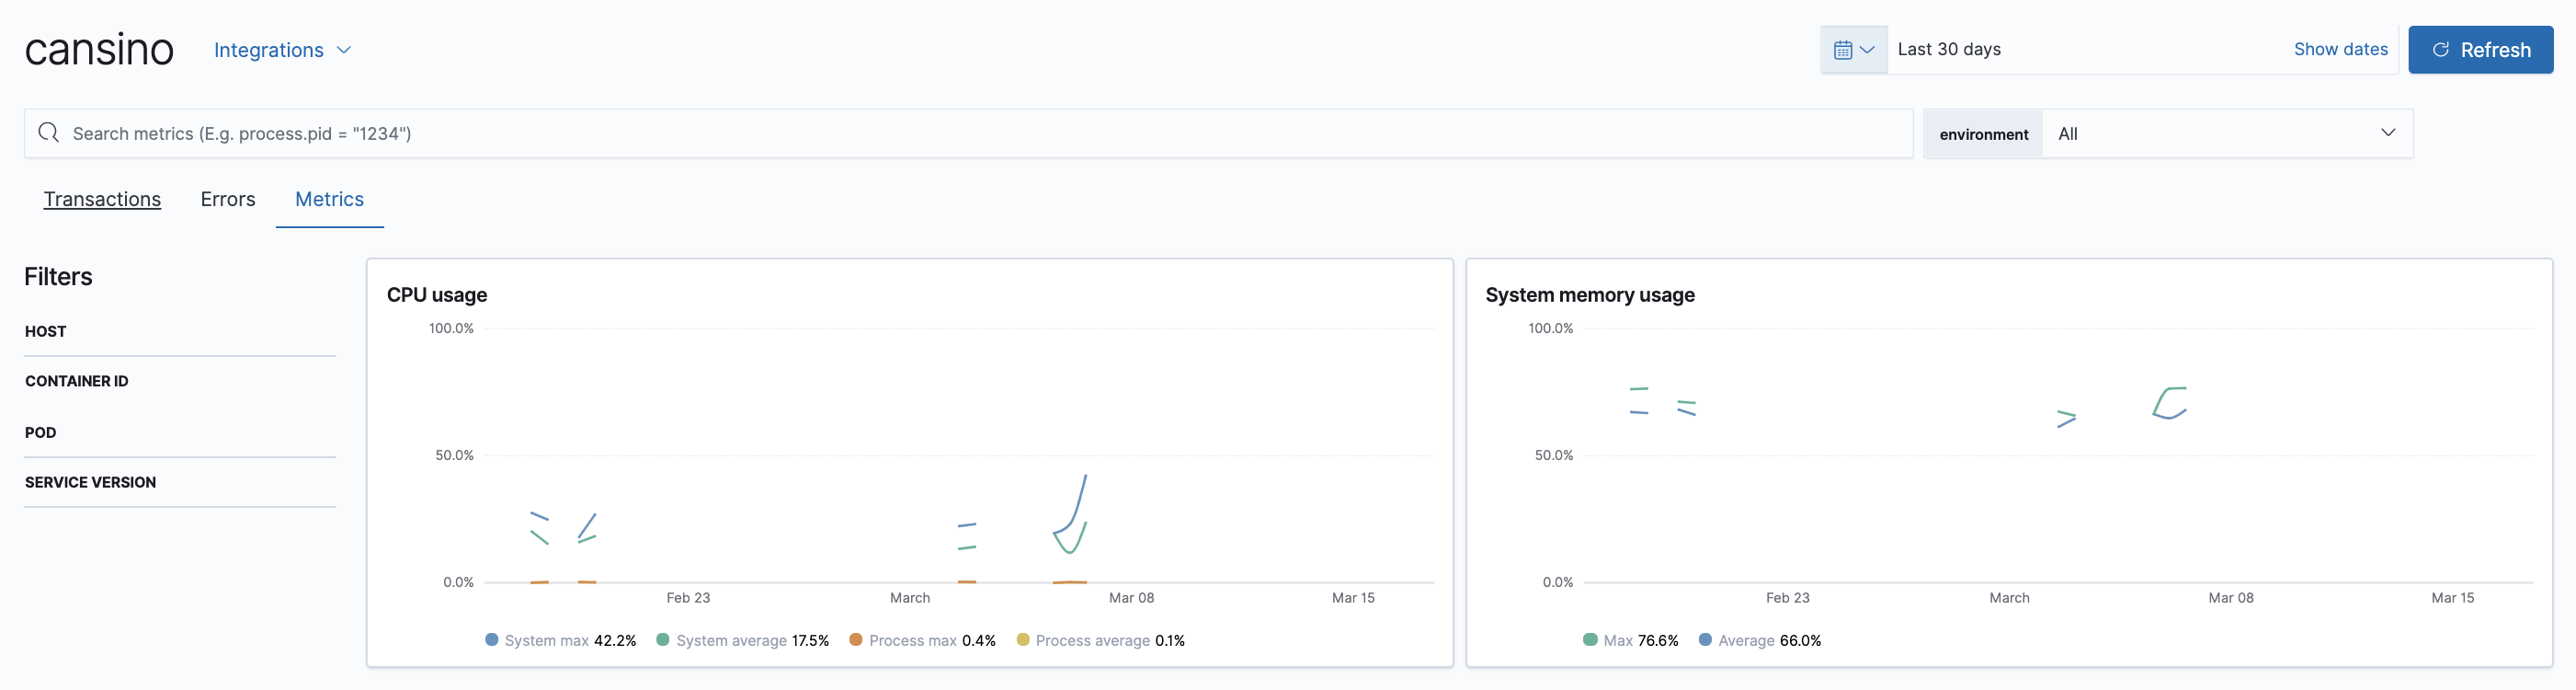 cansino Integrations Last 30 days Show dates Refresh
Search metrics (E.g. process.pid = "1234") environment All
Transactions Errors Metrics
Filters
HOST
CONTAINER ID
POD
SERVICE VERSION
CPU usage
100.0%
50.0%
0.0%
Feb 23 March Mar 08 Mar 15
System max 42.2% System average 17.5% Process max 0.4% Process average 0.1%
System memory usage
100.0%
50.0%
0.0%
Feb 23 March Mar 08 Mar 15
Max 76.6% Average 66.0%